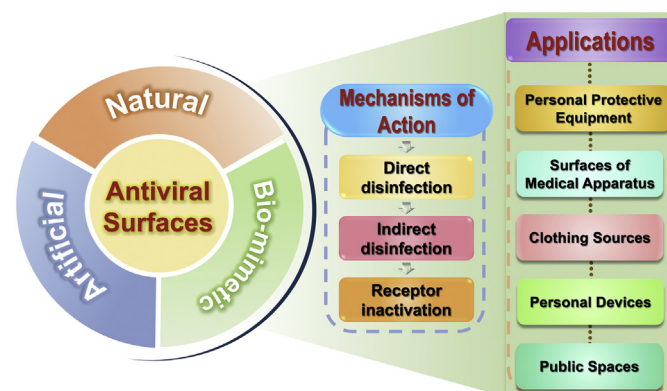 Natural
Artificial
Bio-mimetic
Antiviral
Surfaces
Mechanisms of
Action
Direct
disinfection
Indirect
disinfection
Receptor
inactivation
Applications
Personal Protective
Equipment
Surfaces of
Medical Apparatus
Clothing Sources
Personal Devices
Public Spaces